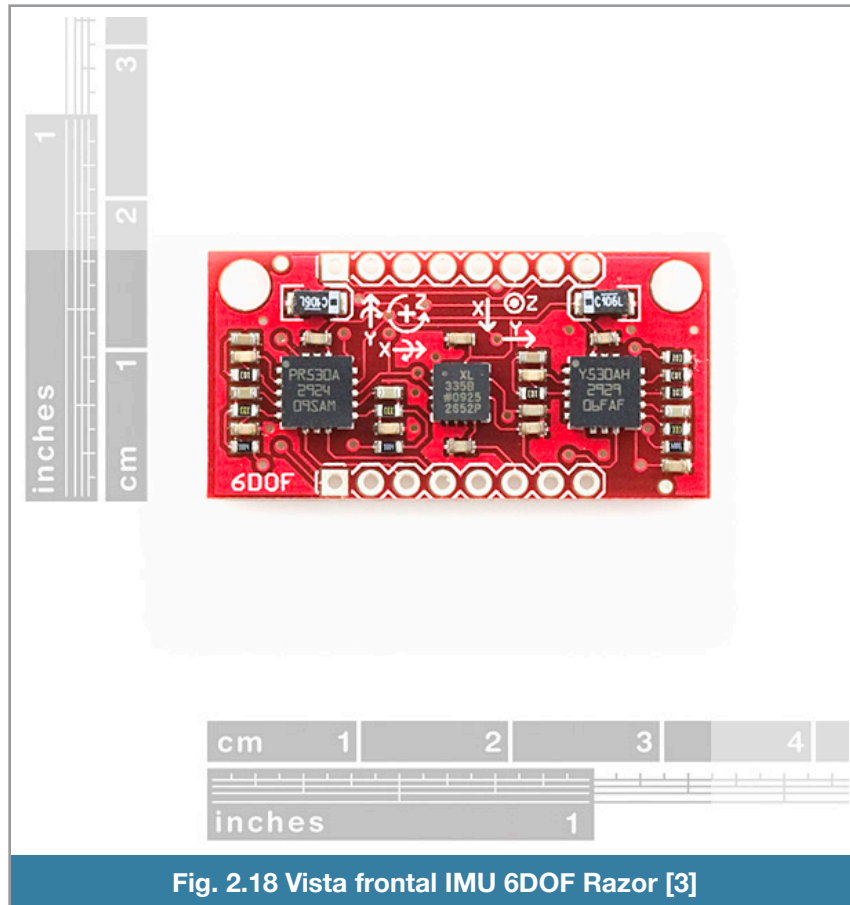 3
1
2
1
inches
cm
Z
Z
X
Y
Y
X
PR530A
2924
09SAM
XL
335B
#0925
2652P
Y530AH
2929
06FAF
6DOF
cm 1 2 3 4
inches 1
Fig. 2.18 Vista frontal IMU 6DOF Razor [3]